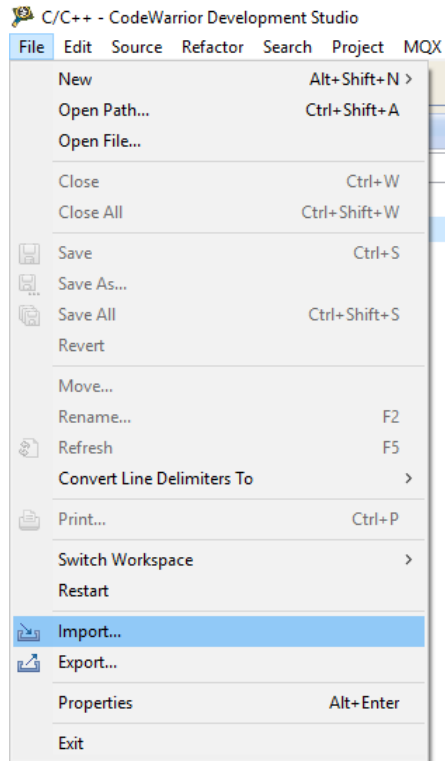 C/C++ - CodeWarrior Development Studio
File Edit Source Refactor Search Project MQX
New Alt+Shift+N >
Open Path... Ctrl+Shift+A
Open File...
Close Ctrl+W
Close All Ctrl+Shift+W
Save Ctrl+S
Save As...
Save All Ctrl+Shift+S
Revert
Move...
Rename... F2
Refresh F5
Convert Line Delimiters To >
Print... Ctrl+P
Switch Workspace >
Restart
Import...
Export...
Properties Alt+Enter
Exit